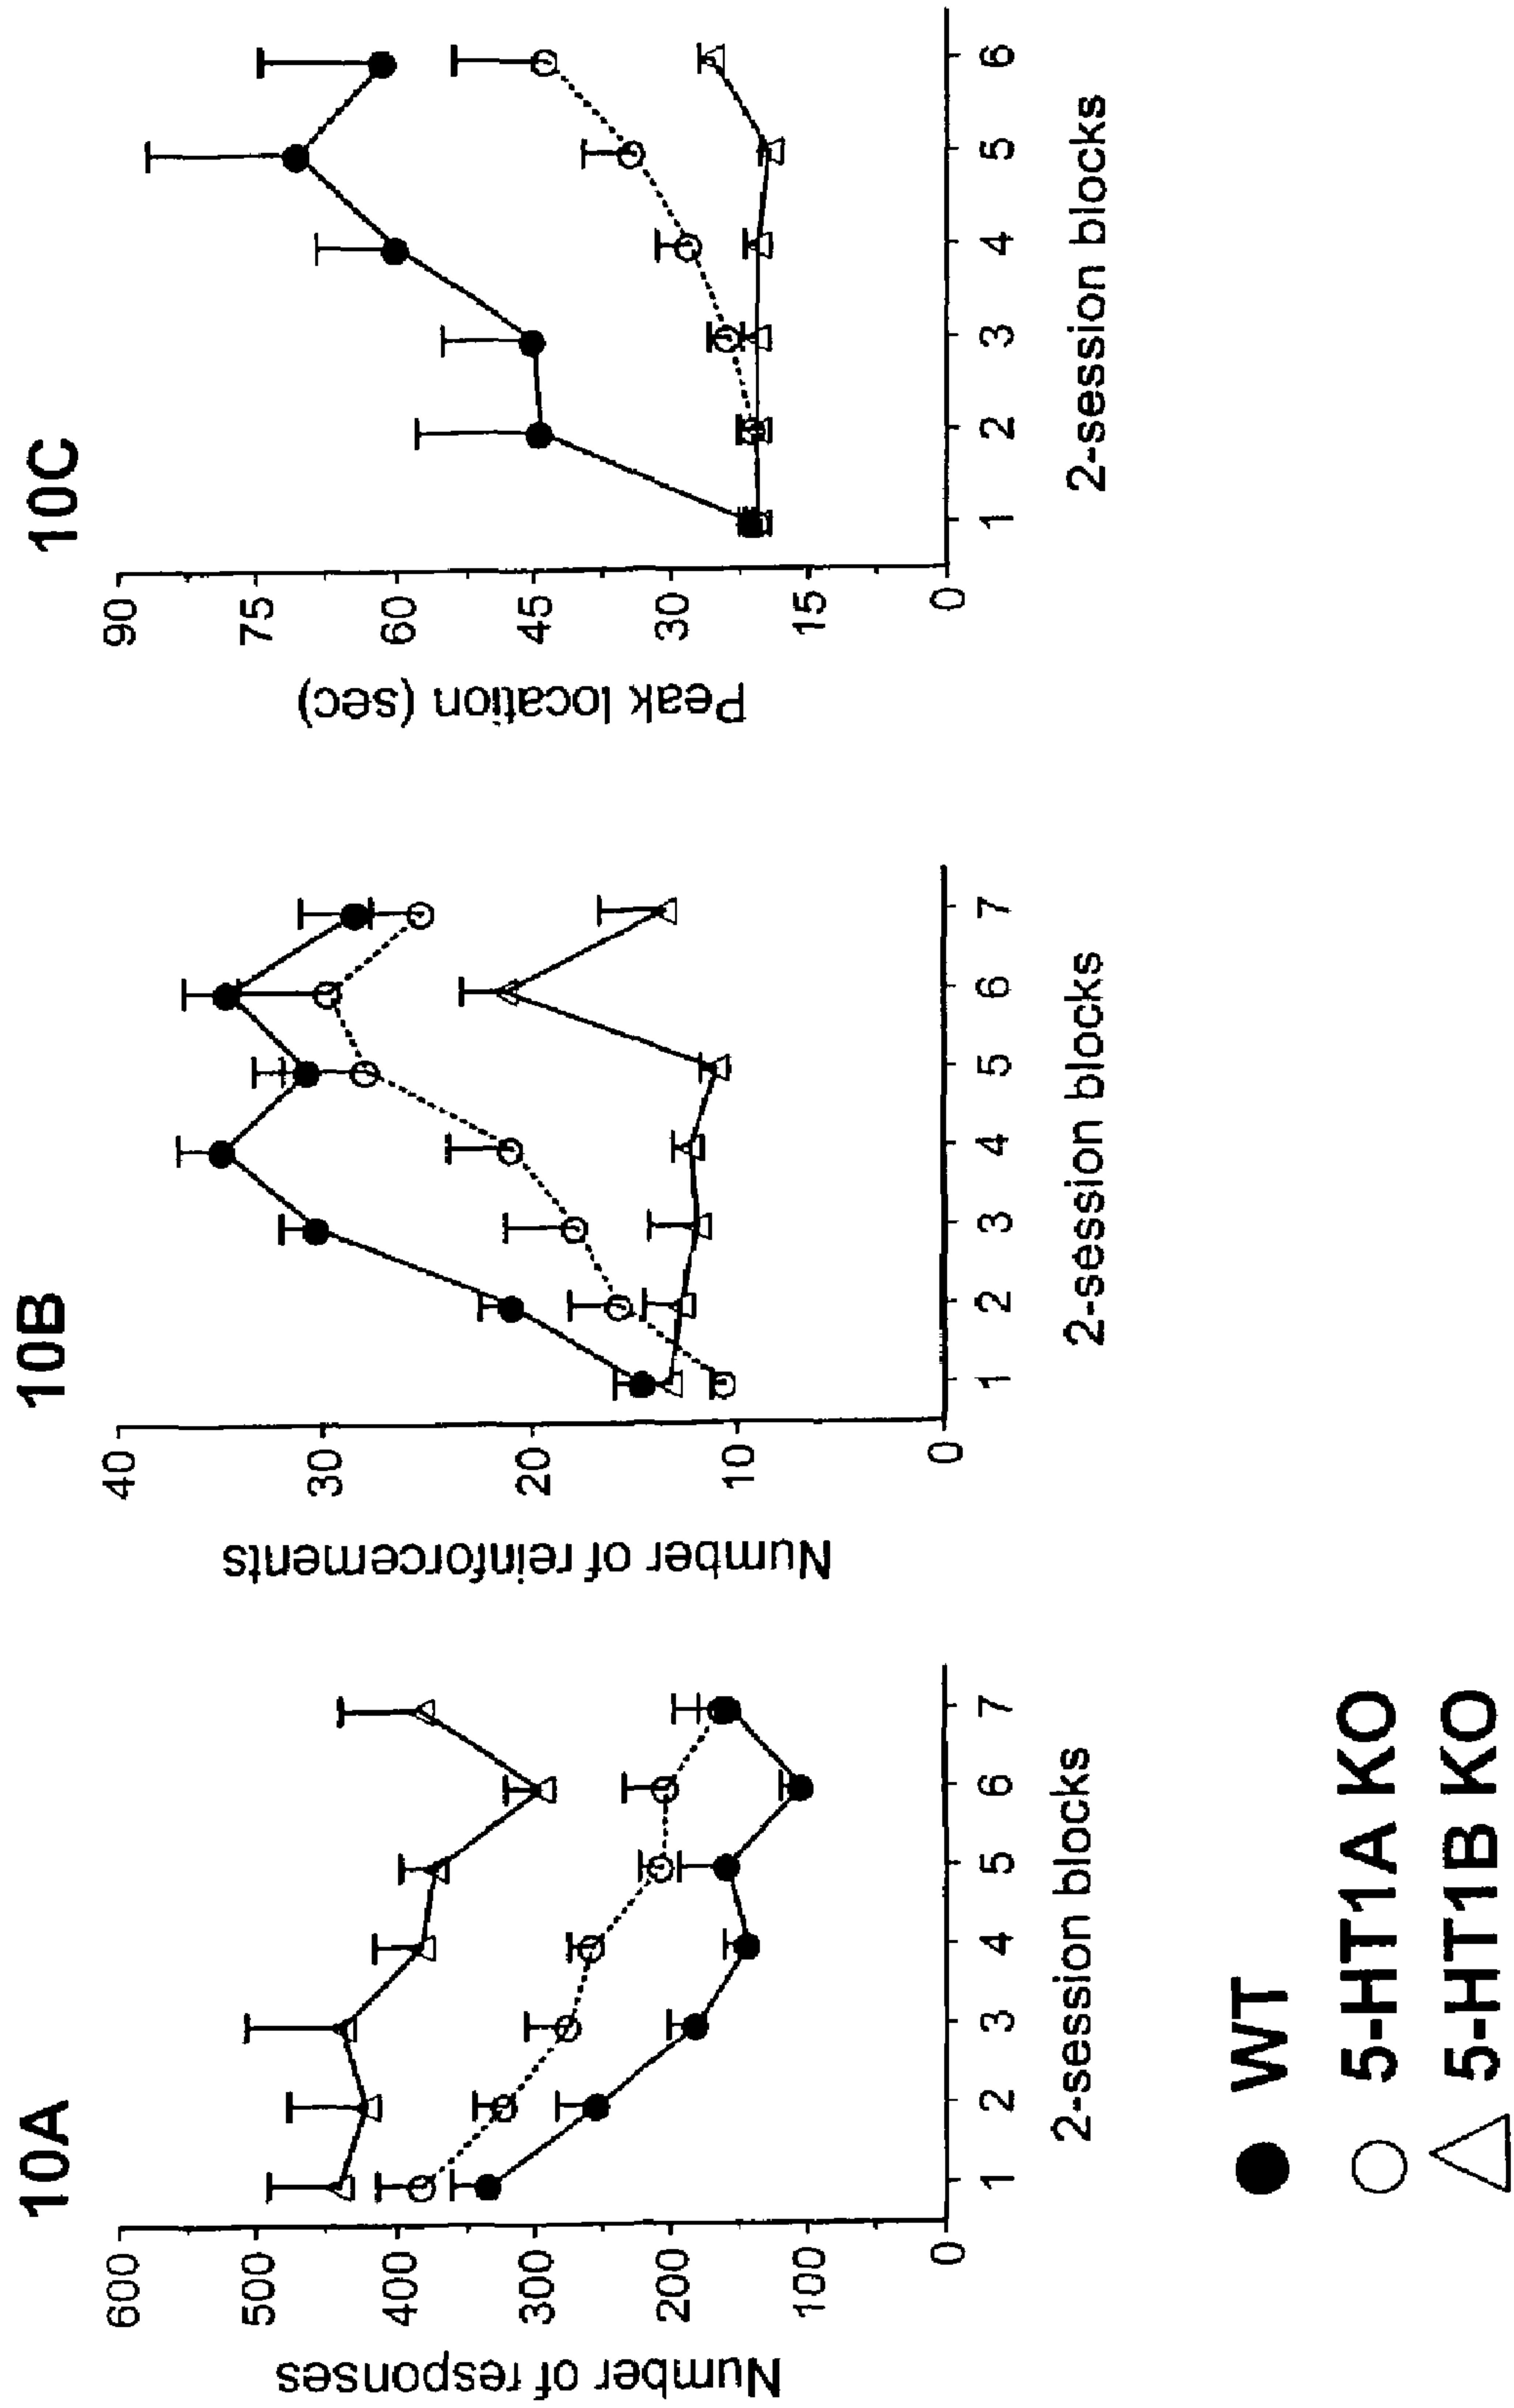 10A
600
500
400
300
200
100
0
Number of responses
1 2 3 4 5 6 7
2-session blocks
10B
40
30
20
10
0
Number of reinforcements
1 2 3 4 5 6 7
2-session blocks
10C
90
75
60
45
30
15
0
Peak location (sec)
1 2 3 4 5 6
2-session blocks
WT
5-HT1A KO
5-HT1B KO